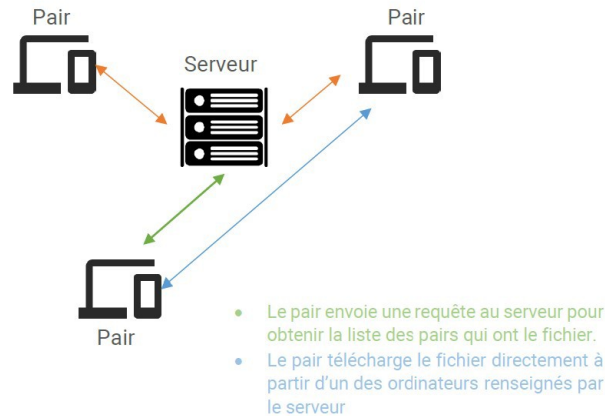 Pair
Pair
Serveur
Pair
Le pair envoie une requête au serveur pour
obtenir la liste des pairs qui ont le fichier.
Le pair télécharge le fichier directement à
partir d'un des ordinateurs renseignés par
le serveur